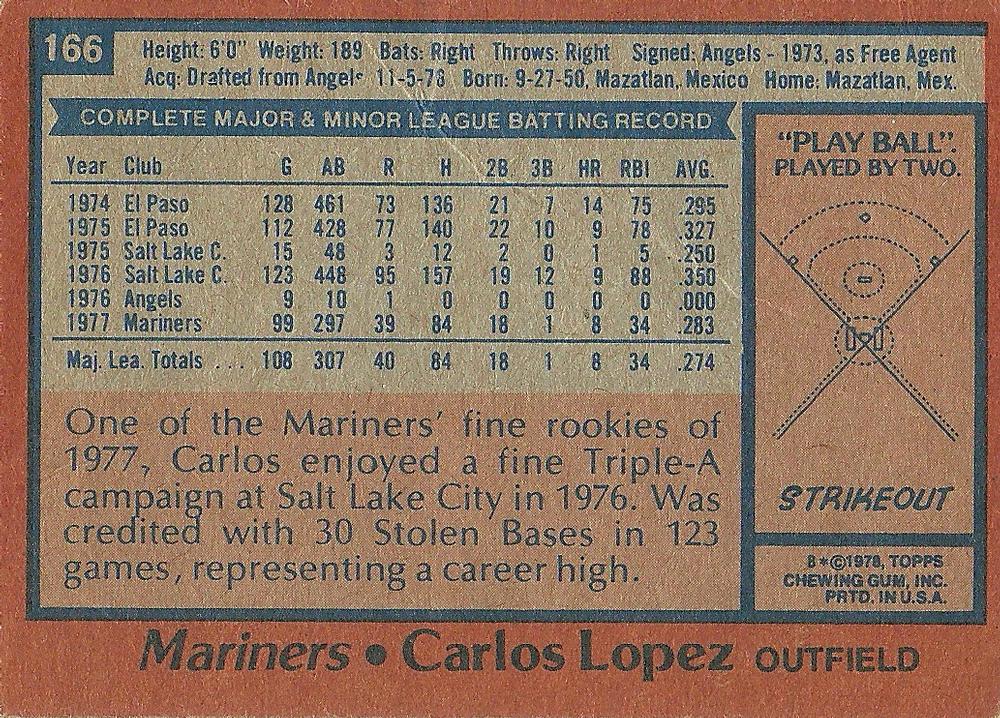 166
Height: 6'0" Weight: 189 Bats: Right Throws: Right Signed: Angels - 1973, as Free Agent
Acq: Drafted from Angels 11-5-78 Born: 9-27-50, Mazatlan, Mexico Home: Mazatlan, Mex.
COMPLETE MAJOR & MINOR LEAGUE BATTING RECORD
Year Club G AB R H 2B 3B HR RBI AVG.
1974 El Paso 128 461 73 136 21 7 14 75 .295
1975 El Paso 112 428 77 140 22 10 9 78 .327
1975 Salt Lake C. 15 48 3 12 2 0 1 5 .250
1976 Salt Lake C. 123 448 95 157 19 12 9 88 .350
1976 Angels 9 10 1 0 0 0 0 0 .000
1977 Mariners 99 297 39 84 18 1 8 34 .283
Maj. Lea. Totals . . . 108 307 40 84 18 1 8 34 .274
One of the Mariners' fine rookies of
1977, Carlos enjoyed a fine Triple-A
campaign at Salt Lake City in 1976. Was
credited with 30 Stolen Bases in 123
games, representing a career high.
"PLAY BALL".
PLAYED BY TWO.
STRIKEOUT
8*©1978, TOPPS
CHEWING GUM, INC.
PRTD. IN U.S.A.
Mariners • Carlos Lopez OUTFIELD